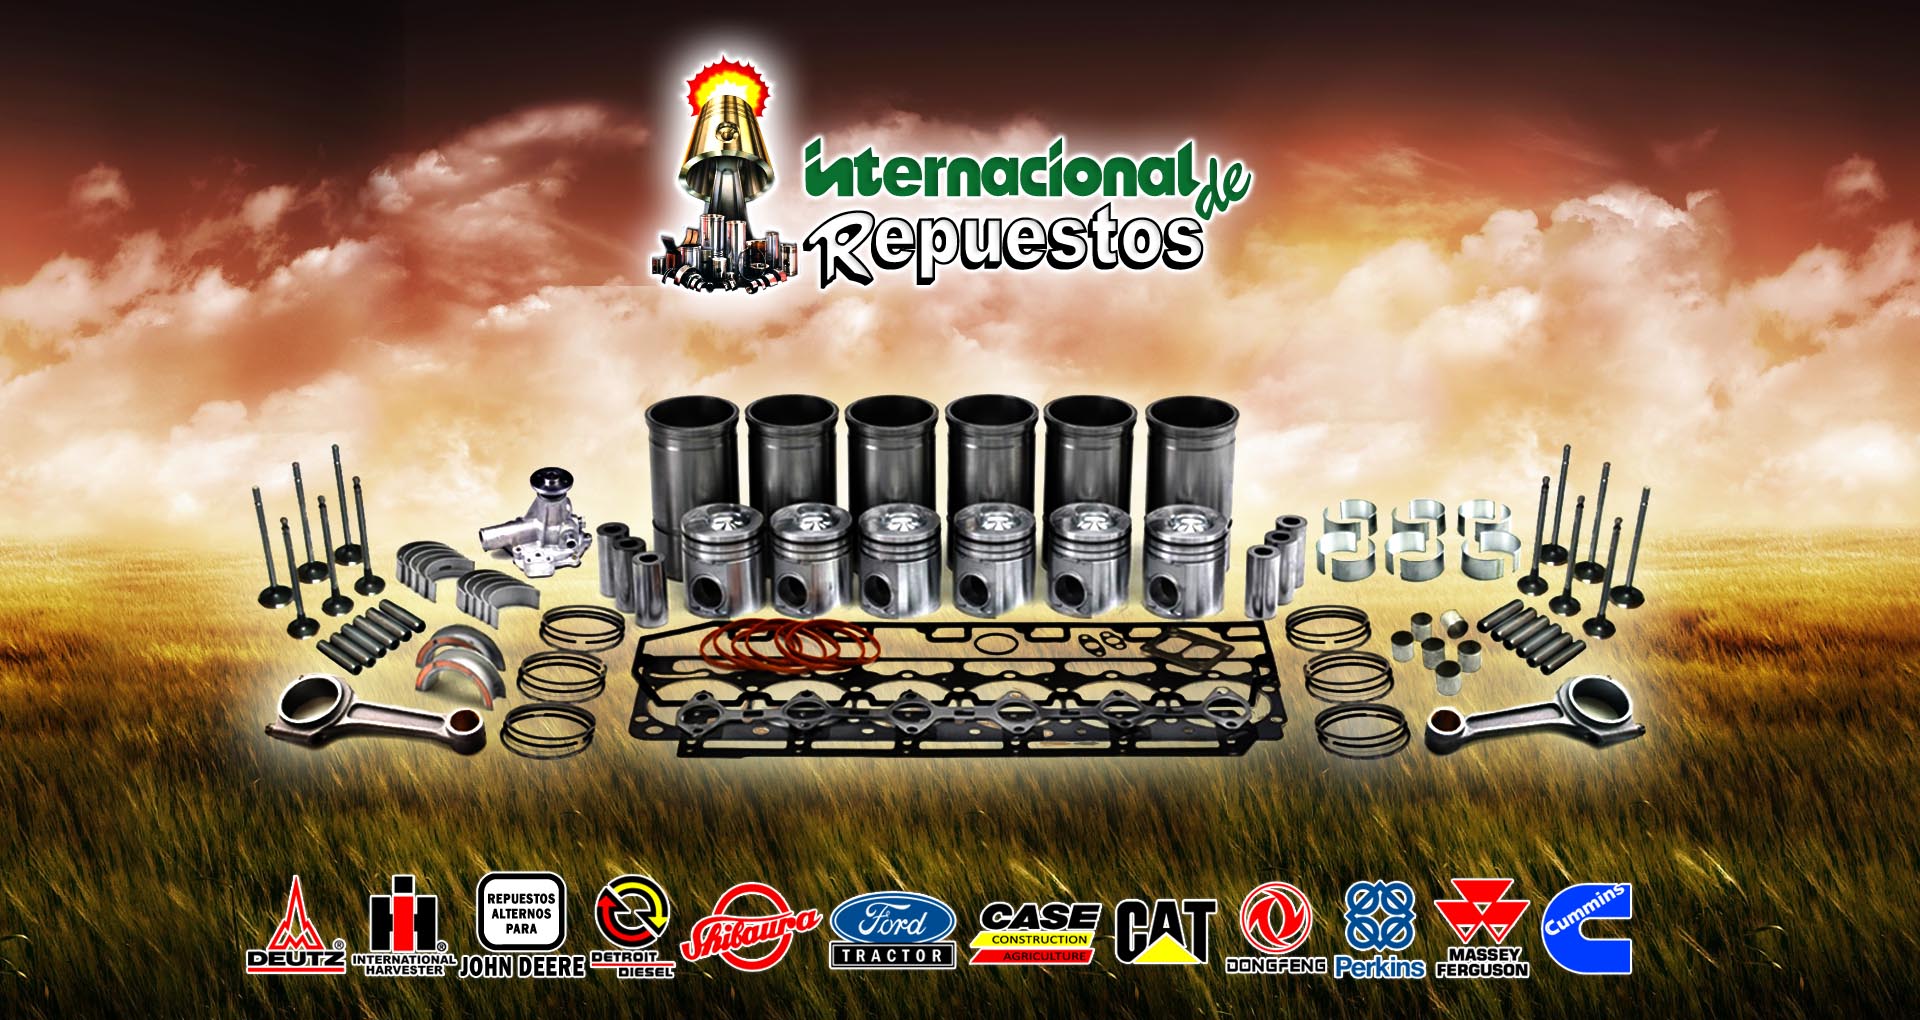 internacional de
Repuestos
DEUTZ®
INTERNATIONAL
HARVESTER®
REPUESTOS
ALTERNOS
PARA
JOHN DEERE
DETROIT
DIESEL
Shibaura
Ford
TRACTOR
CASE
CONSTRUCTION
AGRICULTURE
CAT
DONGFENG
Perkins
MASSEY
FERGUSON
Cummins